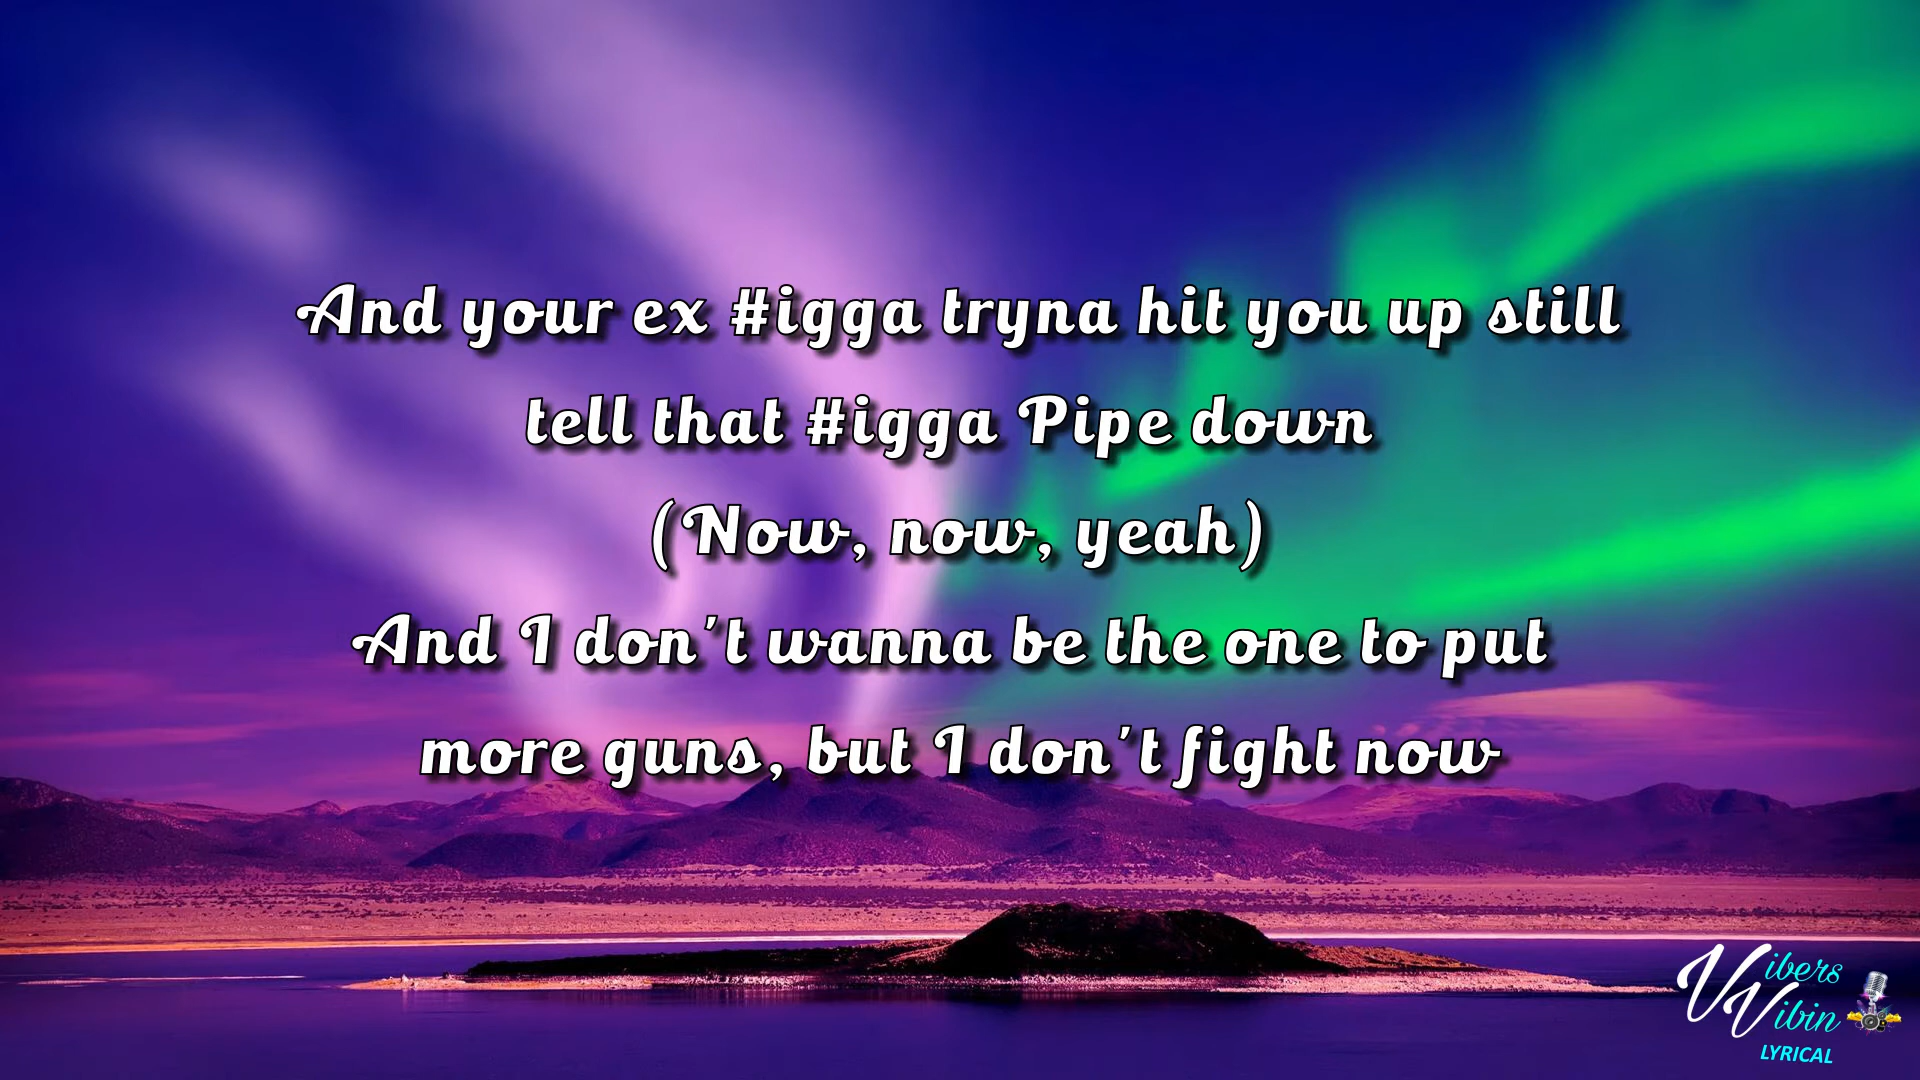 And your ex #igga tryna hit you up still
tell that #igga Pipe down
(Now, now, yeah)
And I don't wanna be the one to put
more guns, but I don't fight now
Vibers
Vibin
LYRICAL